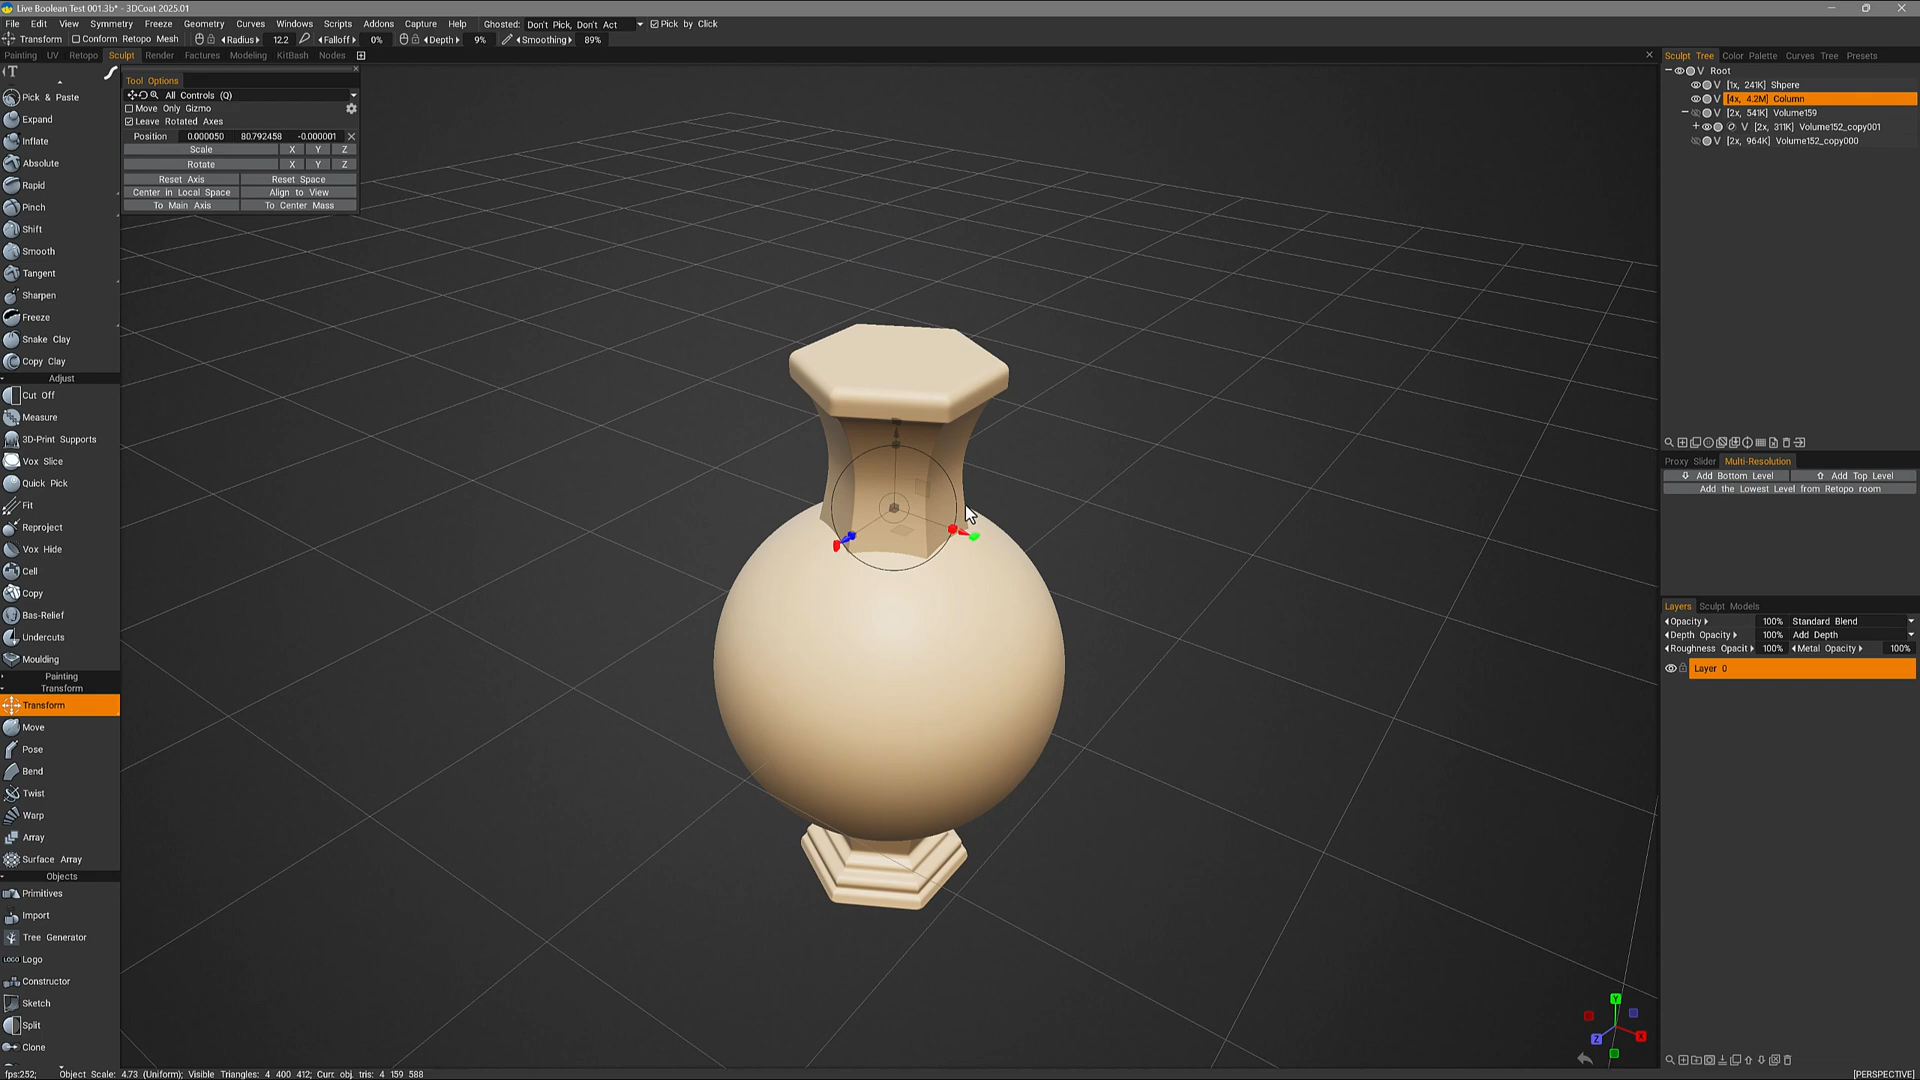 Live Boolean Test 001.3b* - 3DCoat 2025.01
File Edit View Symmetry Freeze Geometry Curves Windows Scripts Addons Capture Help Ghosted: Don't Pick, Don't Act Pick by Click
Transform Conform Retopo Mesh Radius 12.2 Falloff 0% Depth 9% Smoothing 89%
Painting UV Retopo Sculpt Render Factures Modeling KitBash Nodes
T
Pick & Paste
Expand
Inflate
Absolute
Rapid
Pinch
Shift
Smooth
Tangent
Sharpen
Freeze
Snake Clay
Copy Clay
Adjust
Cut Off
Measure
3D-Print Supports
Vox Slice
Quick Pick
Fit
Reproject
Vox Hide
Cell
Copy
Bas-Relief
Undercuts
Moulding
Painting
Transform
Transform
Move
Pose
Bend
Twist
Warp
Array
Surface Array
Objects
Primitives
Import
Tree Generator
LOGO Logo
Constructor
Sketch
Split
Clone
Tool Options
All Controls (Q)
Move Only Gizmo
Leave Rotated Axes
Position 0.000050 80.792458 -0.000001
Scale X Y Z
Rotate X Y Z
Reset Axis Reset Space
Center in Local Space Align to View
To Main Axis To Center Mass
Sculpt Tree Color Palette Curves Tree Presets
V Root
V [1x, 241K] Shpere
V [4x, 4.2M] Column
V [2x, 541K] Volume159
V [2x, 311K] Volume152_copy001
[2x, 964K] Volume152_copy000
Proxy Slider Multi-Resolution
Add Bottom Level Add Top Level
Add the Lowest Level from Retopo room
Layers Sculpt Models
Opacity 100% Standard Blend
Depth Opacity 100% Add Depth
Roughness Opacit 100% Metal Opacity 100%
Layer 0
Y
Z X
fps:252; Object Scale: 4.73 (Uniform); Visible Triangles: 4 400 412; Curr. obj. tris: 4 159 588
[PERSPECTIVE]